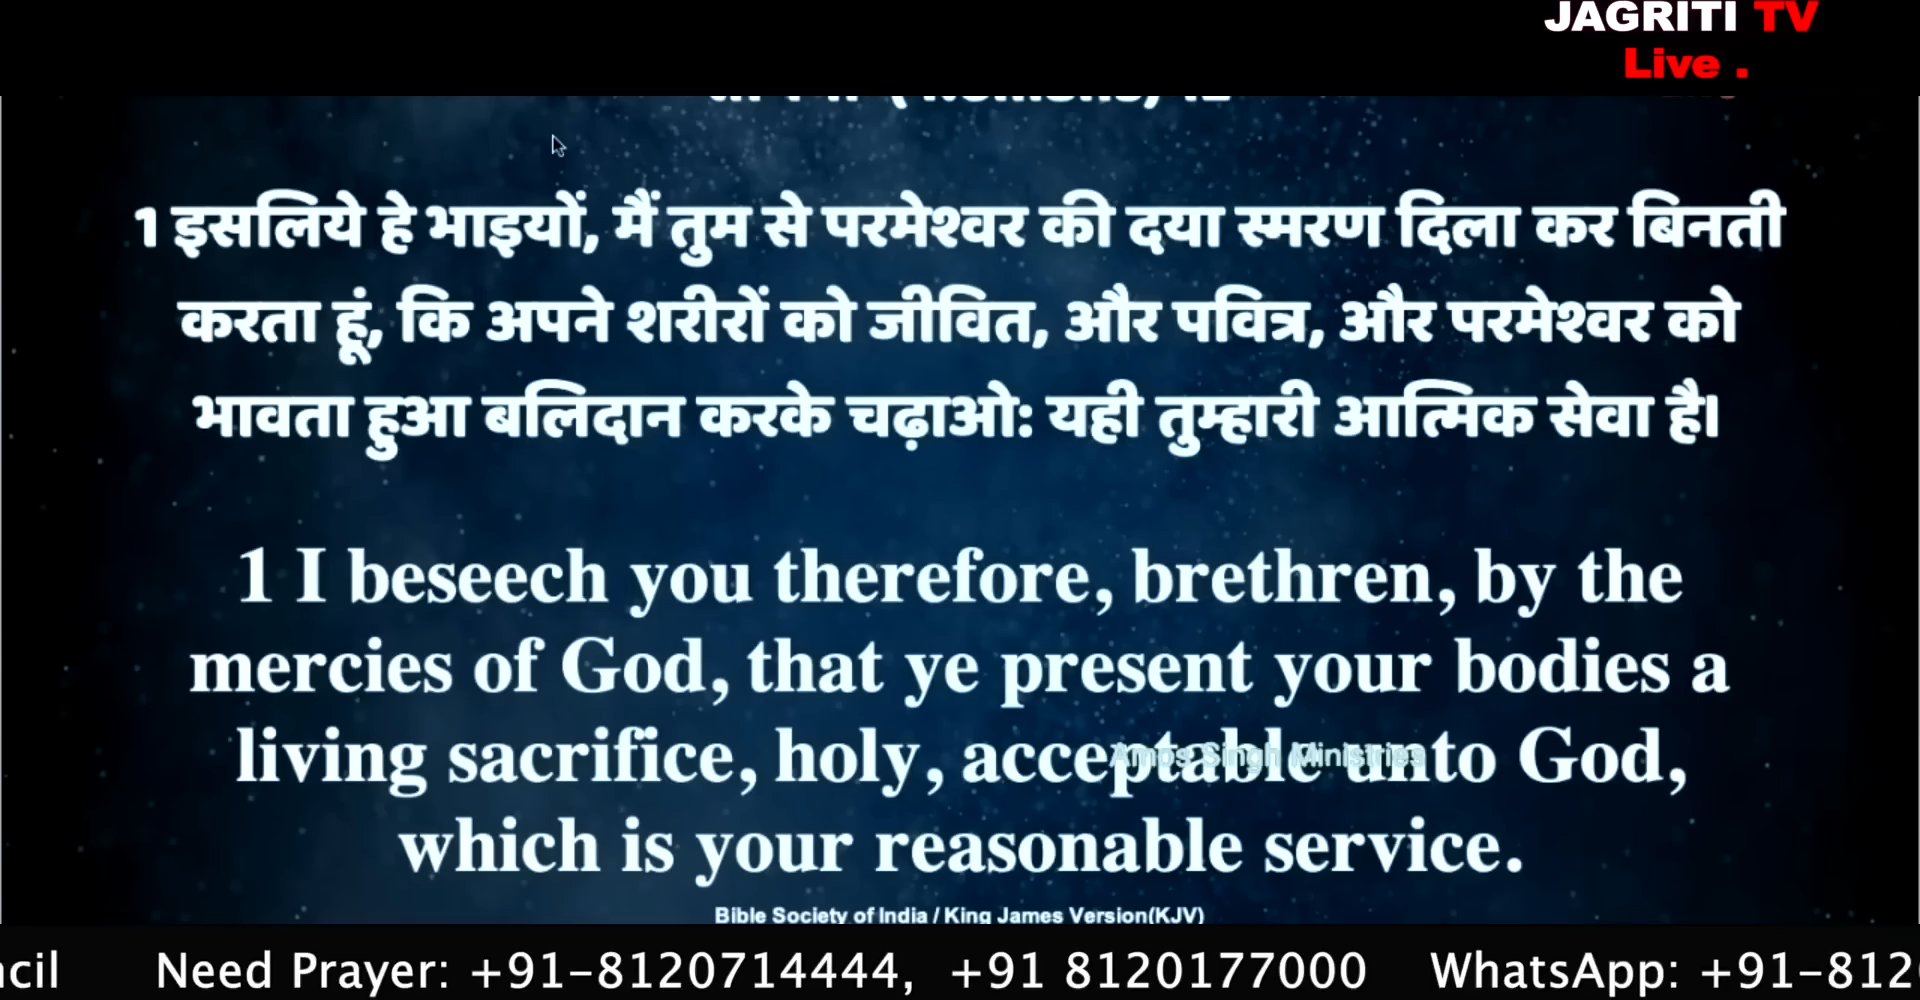 JAGRITI TV
Live .
1 इसलिये हे भाइयों, मैं तुम से परमेश्वर की दया स्मरण दिला कर बिनती
करता हूं, कि अपने शरीरों को जीवित, और पवित्र, और परमेश्वर को
भावता हुआ बलिदान करके चढ़ाओ: यही तुम्हारी आत्मिक सेवा है।
1 I beseech you therefore, brethren, by the
mercies of God, that ye present your bodies a
living sacrifice, holy, acceptable unto God,
Amos Singh Ministries
which is your reasonable service.
Bible Society of India / King James Version(KJV)
Need Prayer: +91-8120714444, +91 8120177000 WhatsApp: +91-812